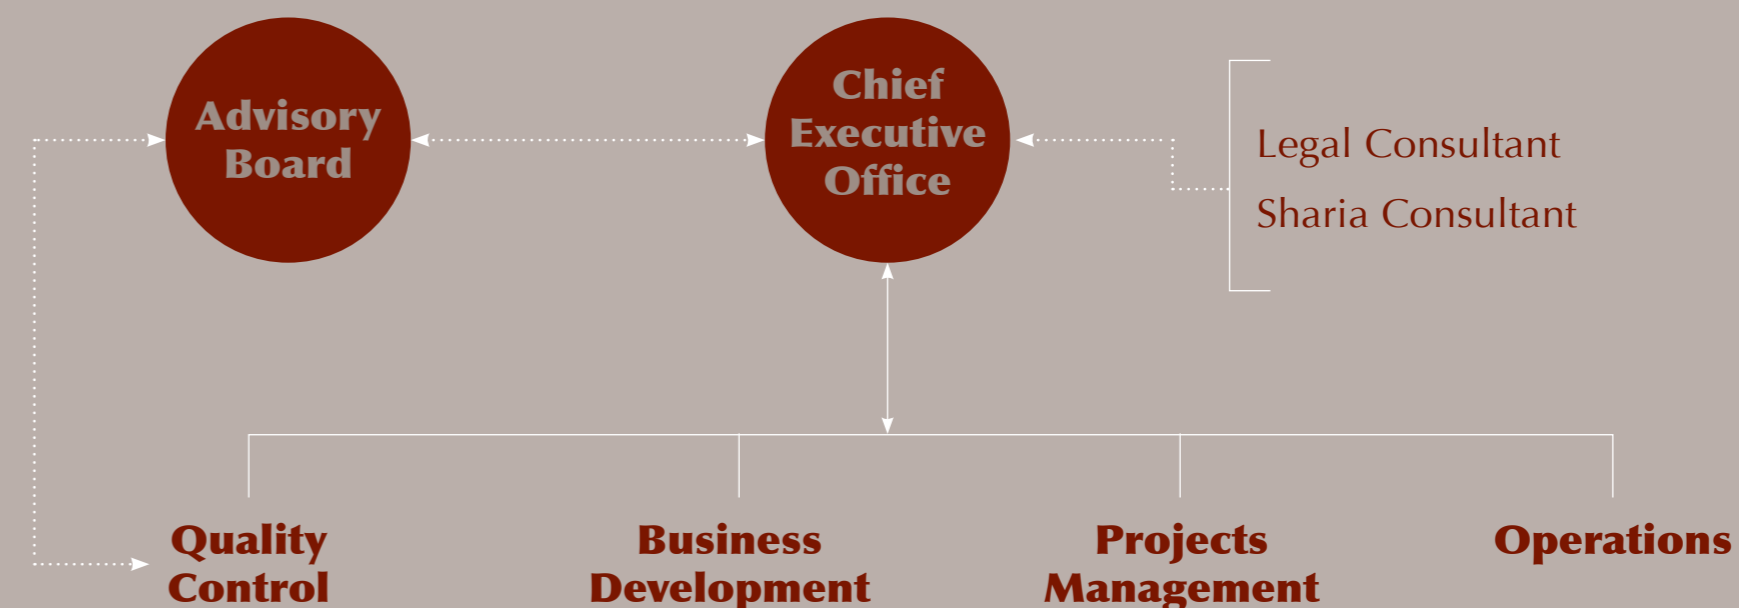 Advisory
Board
Chief
Executive
Office
Legal Consultant
Sharia Consultant
Quality
Control
Business
Development
Projects
Management
Operations